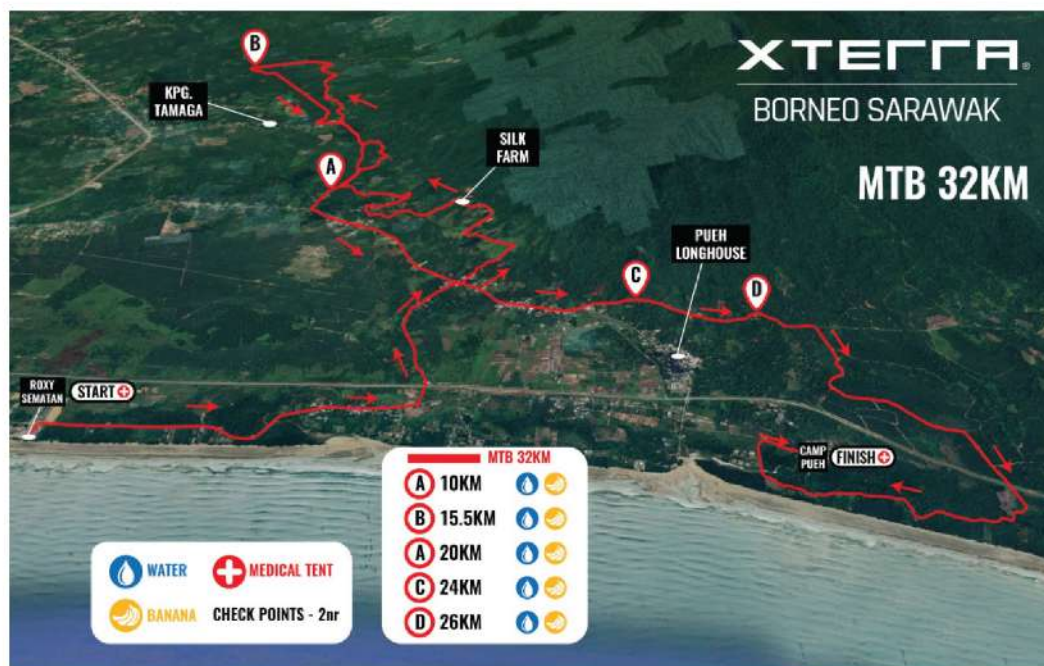 XTERRA®
BORNEO SARAWAK
MTB 32KM
B
KPG.
TAMAGA
SILK
FARM
A
PUEH
LONGHOUSE
C
D
ROXY
SEMATAN
START
CAMP
PUEH
FINISH
MTB 32KM
A 10KM
B 15.5KM
A 20KM
C 24KM
D 26KM
WATER
MEDICAL TENT
BANANA
CHECK POINTS - 2nr